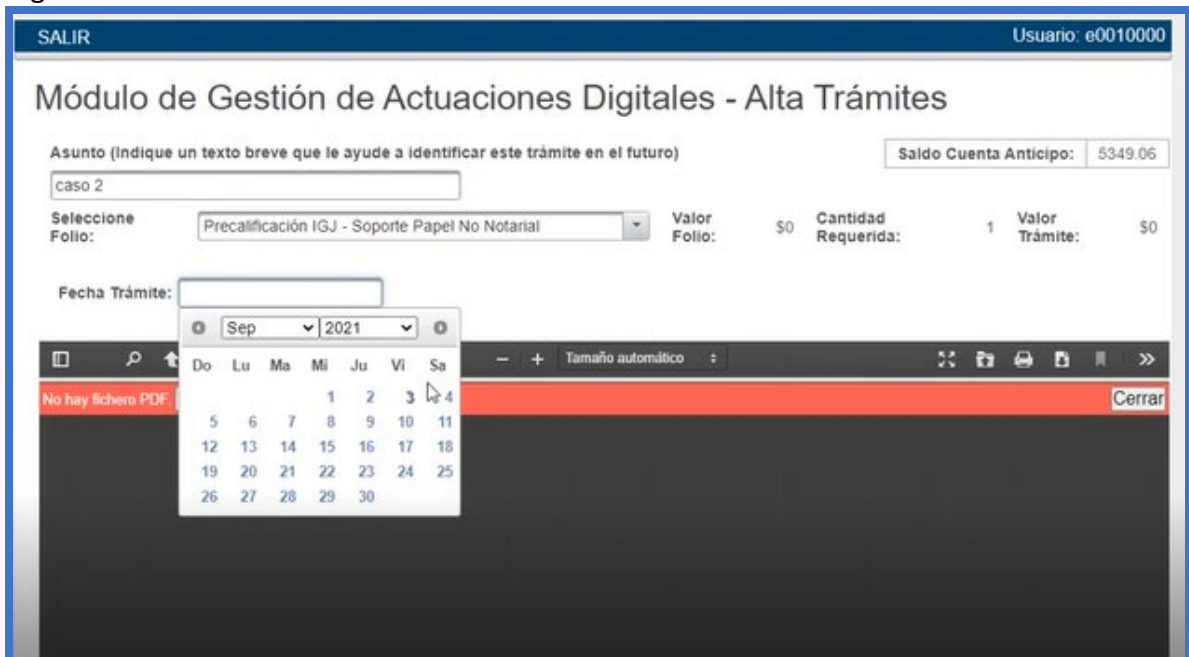 SALIR Usuario: e0010000
Módulo de Gestión de Actuaciones Digitales - Alta Trámites
Asunto (Indique un texto breve que le ayude a identificar este trámite en el futuro) Saldo Cuenta Anticipo: 5349.06
caso 2
Seleccione Folio: Precalificación IGJ - Soporte Papel No Notarial Valor Folio: $0 Cantidad Requerida: 1 Valor Trámite: $0
Fecha Trámite:
Sep 2021
Tamaño automático
Do Lu Ma Mi Ju Vi Sa
No hay fichero PDF Cerrar
1 2 3 4
5 6 7 8 9 10 11
12 13 14 15 16 17 18
19 20 21 22 23 24 25
26 27 28 29 30